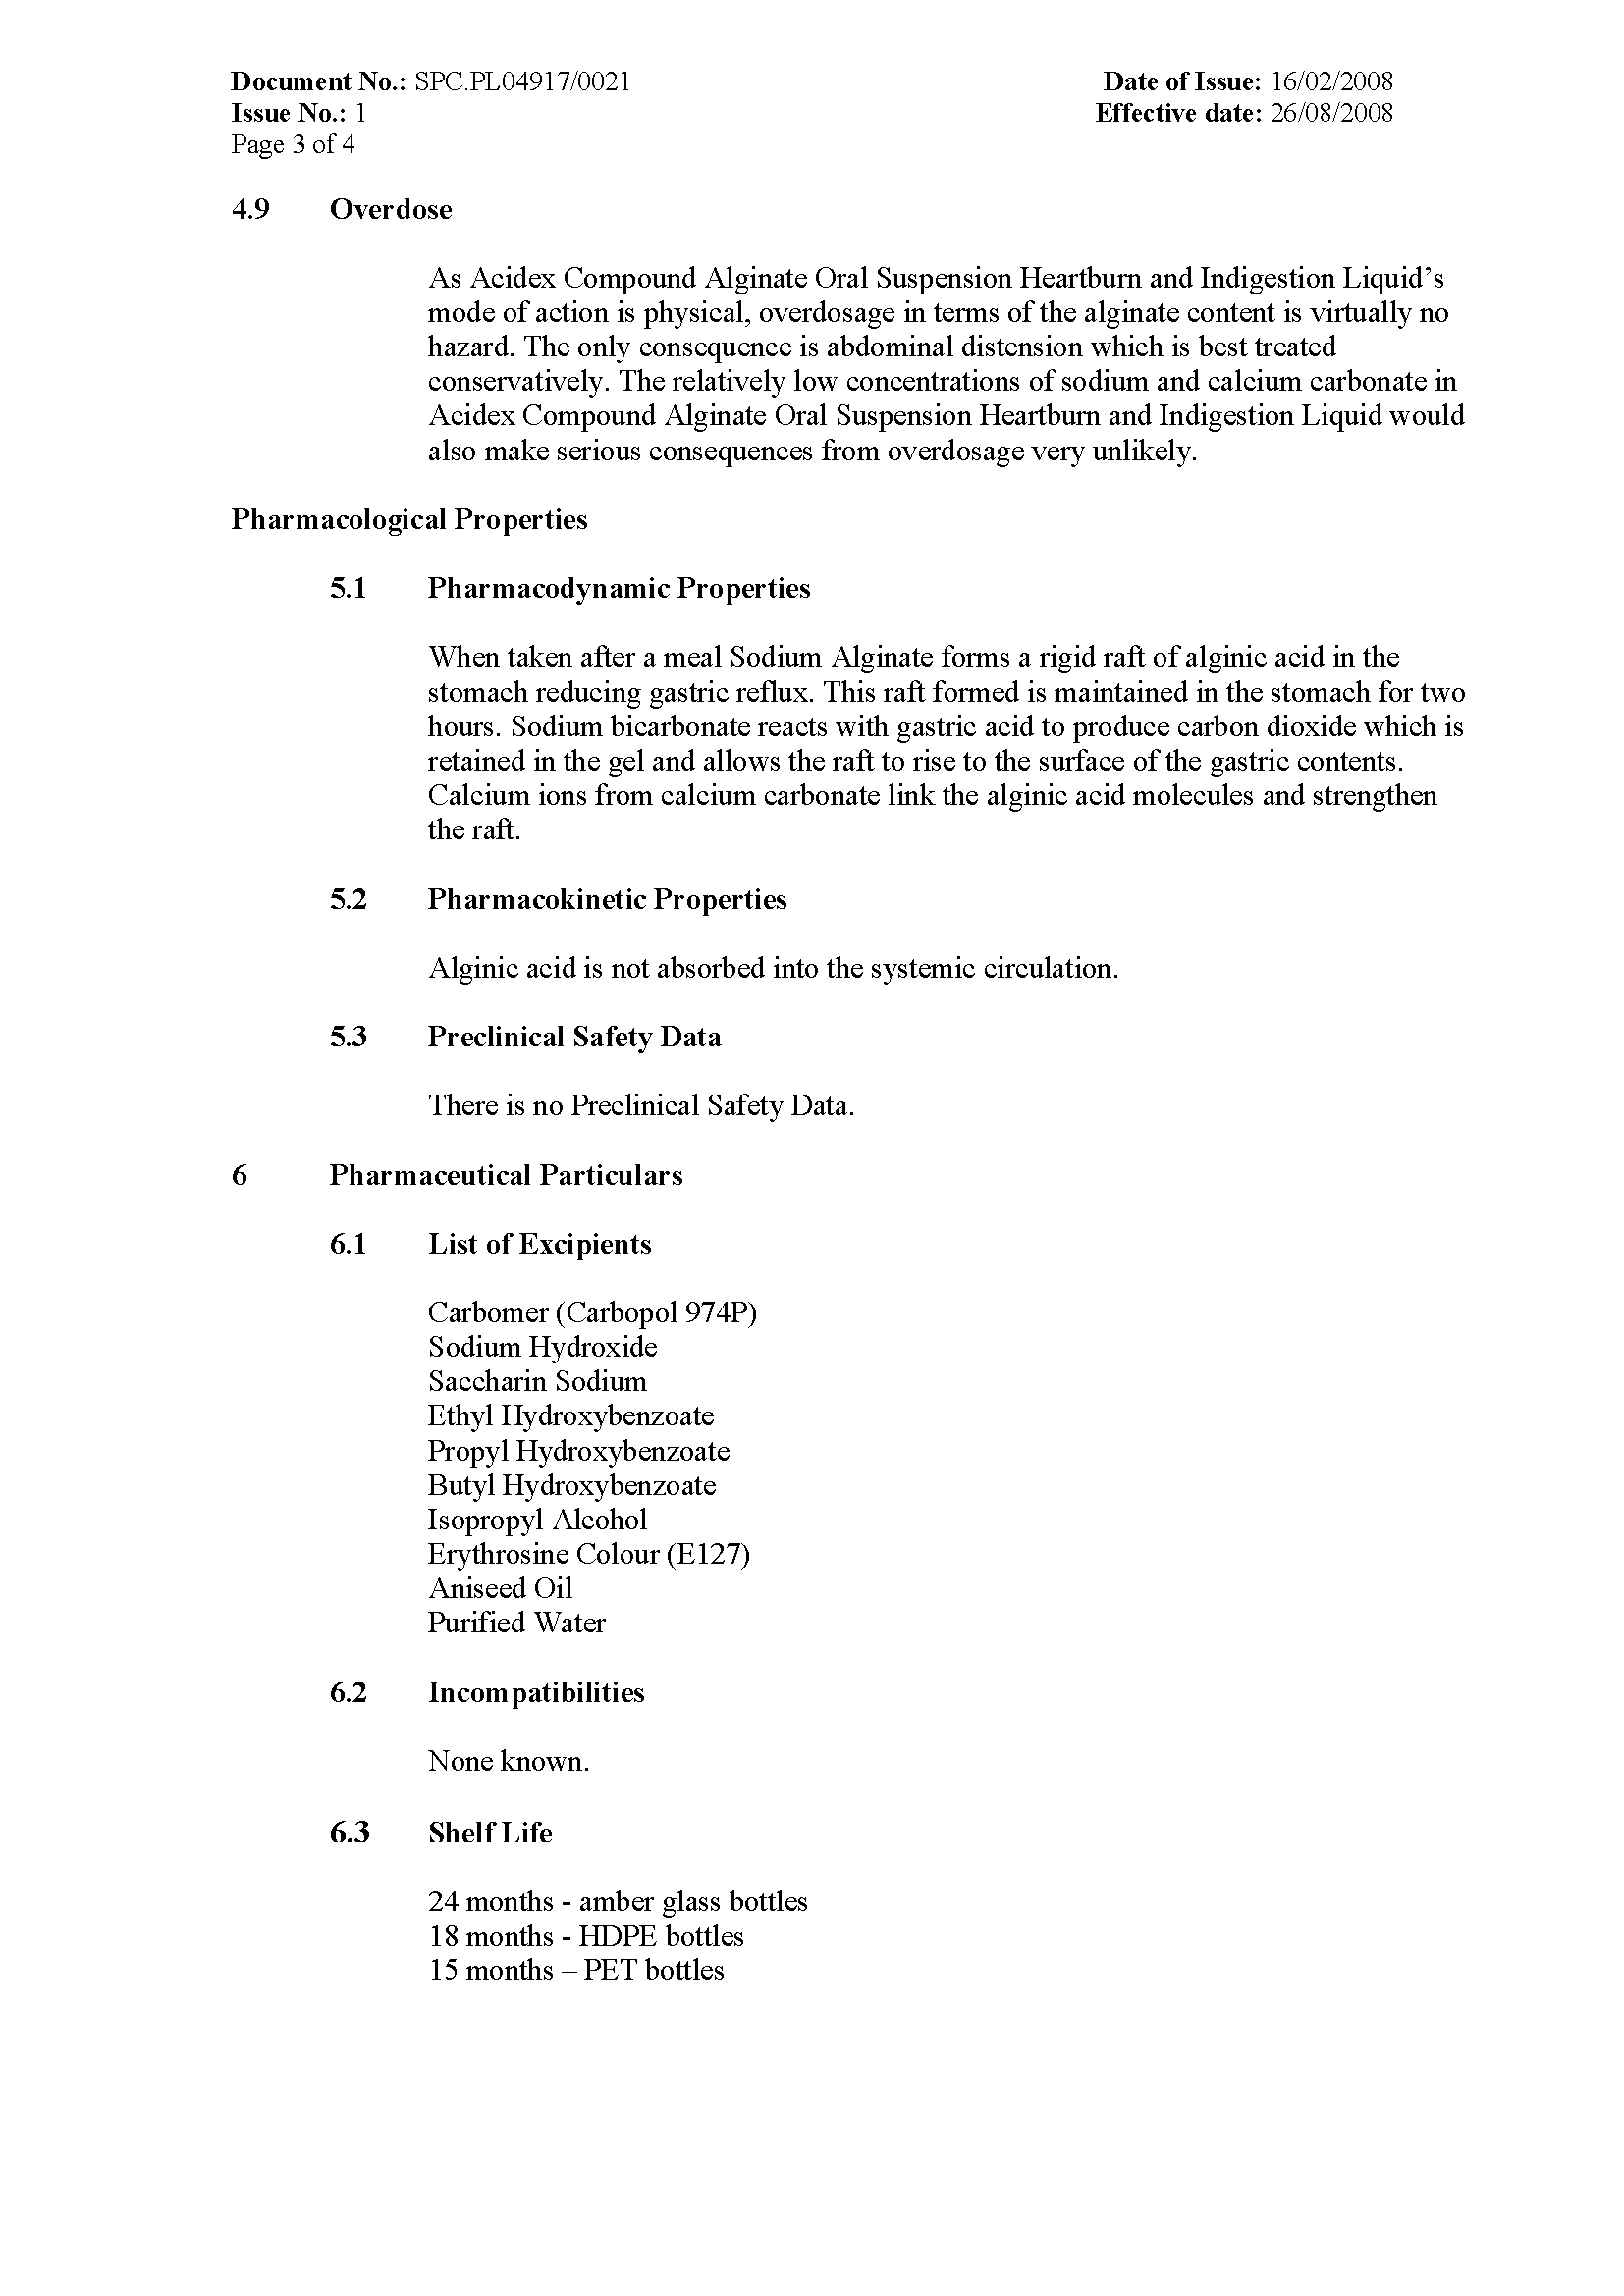 Document No.: SPC.PL04917/0021 Date of Issue: 16/02/2008
Issue No.: 1 Effective date: 26/08/2008
Page 3 of 4
4.9 Overdose
As Acidex Compound Alginate Oral Suspension Heartburn and Indigestion Liquid’s
mode of action is physical, overdosage in terms of the alginate content is virtually no
hazard. The only consequence is abdominal distension which is best treated
conservatively. The relatively low concentrations of sodium and calcium carbonate in
Acidex Compound Alginate Oral Suspension Heartburn and Indigestion Liquid would
also make serious consequences from overdosage very unlikely.
Pharmacological Properties
5.1 Pharmacodynamic Properties
When taken after a meal Sodium Alginate forms a rigid raft of alginic acid in the
stomach reducing gastric reflux. This raft formed is maintained in the stomach for two
hours. Sodium bicarbonate reacts with gastric acid to produce carbon dioxide which is
retained in the gel and allows the raft to rise to the surface of the gastric contents.
Calcium ions from calcium carbonate link the alginic acid molecules and strengthen
the raft.
5.2 Pharmacokinetic Properties
Alginic acid is not absorbed into the systemic circulation.
5.3 Preclinical Safety Data
There is no Preclinical Safety Data.
6 Pharmaceutical Particulars
6.1 List of Excipients
Carbomer (Carbopol 974P)
Sodium Hydroxide
Saccharin Sodium
Ethyl Hydroxybenzoate
Propyl Hydroxybenzoate
Butyl Hydroxybenzoate
Isopropyl Alcohol
Erythrosine Colour (E127)
Aniseed Oil
Purified Water
6.2 Incompatibilities
None known.
6.3 Shelf Life
24 months - amber glass bottles
18 months - HDPE bottles
15 months – PET bottles